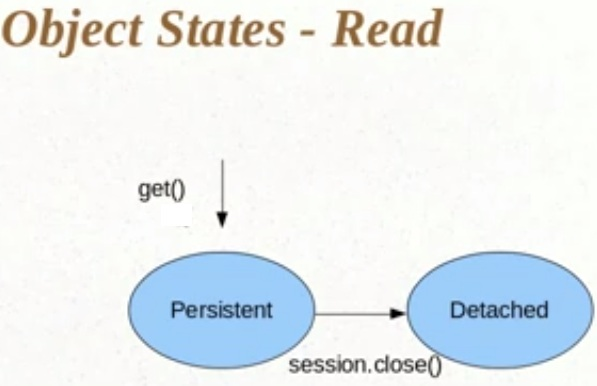 Object States - Read
get()
Persistent
Detached
session.close()